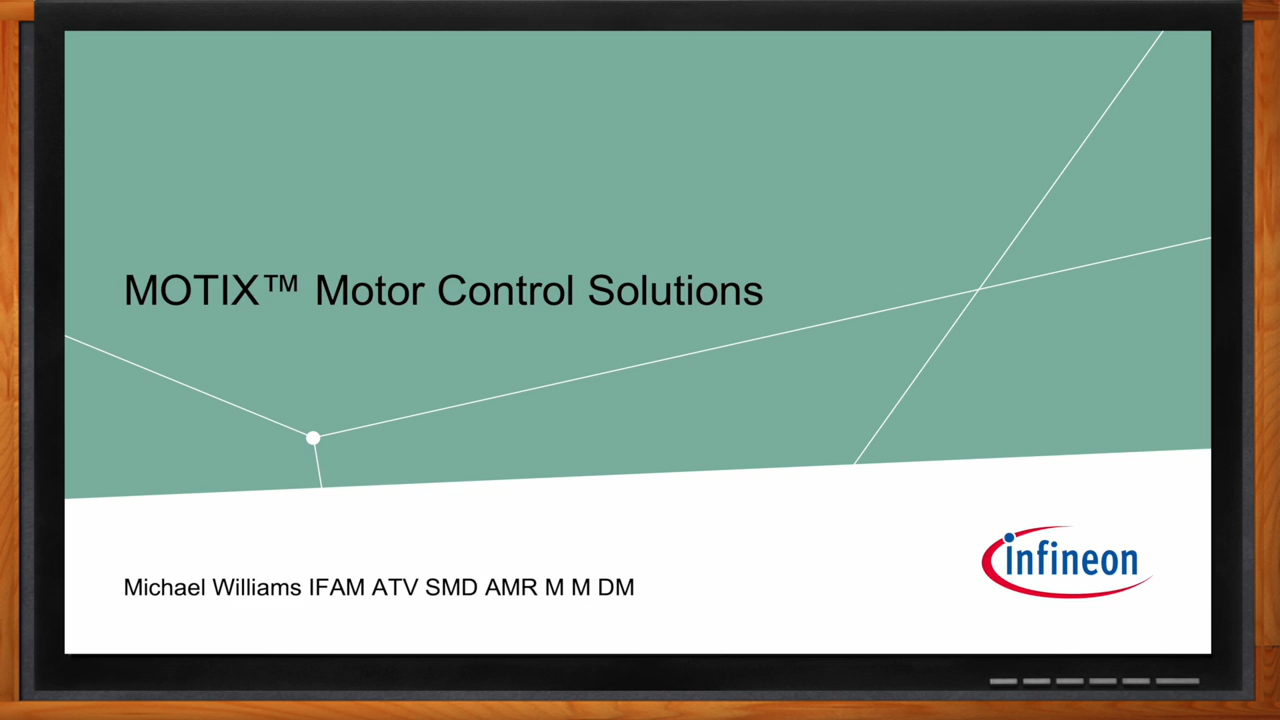 MOTIX™ Motor Control Solutions
Michael Williams IFAM ATV SMD AMR M M DM
infineon